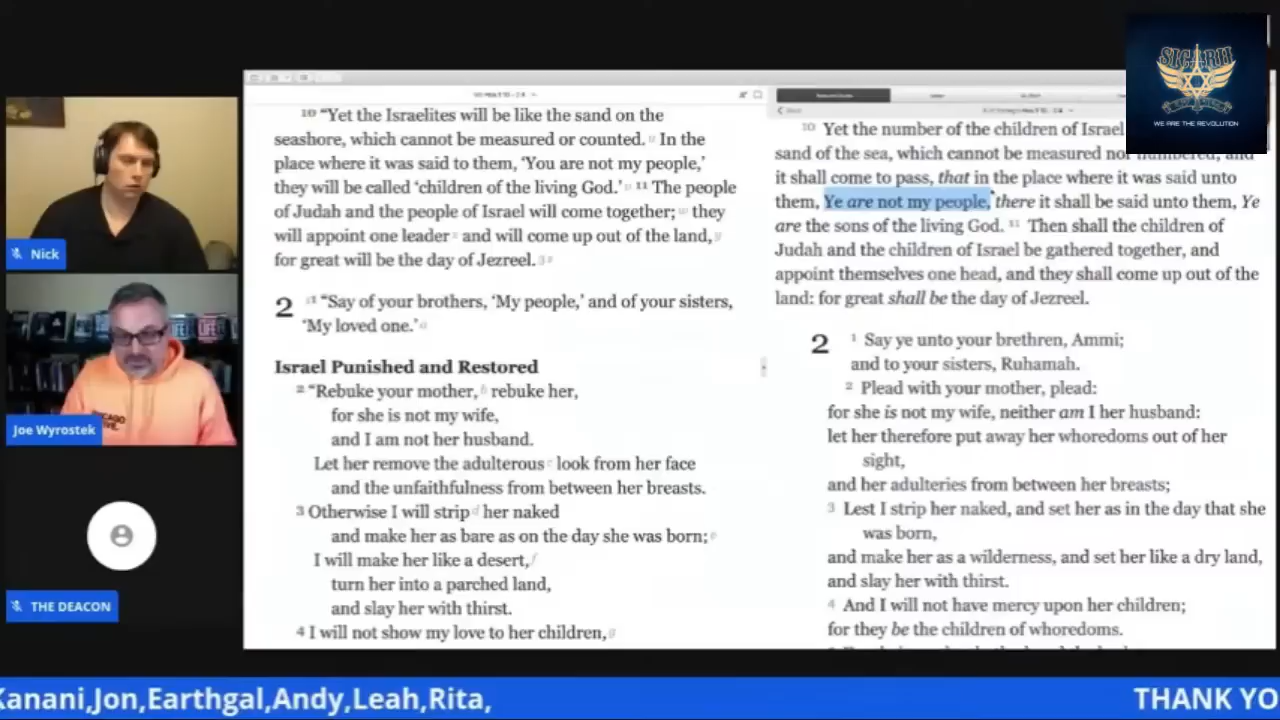 SICARII
WE ARE THE REVOLUTION
Nick
Joe Wyrostek
THE DEACON
10 “Yet the Israelites will be like the sand on the
seashore, which cannot be measured or counted. In the
place where it was said to them, ‘You are not my people,’
they will be called ‘children of the living God.’ 11 The people
of Judah and the people of Israel will come together; they
will appoint one leader and will come up out of the land,
for great will be the day of Jezreel.
2 1 “Say of your brothers, ‘My people,’ and of your sisters,
‘My loved one.’
Israel Punished and Restored
2 “Rebuke your mother, rebuke her,
for she is not my wife,
and I am not her husband.
Let her remove the adulterous look from her face
and the unfaithfulness from between her breasts.
3 Otherwise I will strip her naked
and make her as bare as on the day she was born;
I will make her like a desert,
turn her into a parched land,
and slay her with thirst.
4 I will not show my love to her children,
10 Yet the number of the children of Israel
sand of the sea, which cannot be measured nor numbered; and
it shall come to pass, that in the place where it was said unto
them, Ye are not my people, there it shall be said unto them, Ye
are the sons of the living God. 11 Then shall the children of
Judah and the children of Israel be gathered together, and
appoint themselves one head, and they shall come up out of the
land: for great shall be the day of Jezreel.
2 1 Say ye unto your brethren, Ammi;
and to your sisters, Ruhamah.
2 Plead with your mother, plead:
for she is not my wife, neither am I her husband:
let her therefore put away her whoredoms out of her
sight,
and her adulteries from between her breasts;
3 Lest I strip her naked, and set her as in the day that she
was born,
and make her as a wilderness, and set her like a dry land,
and slay her with thirst.
4 And I will not have mercy upon her children;
for they be the children of whoredoms.
Kanani,Jon,Earthgal,Andy,Leah,Rita,
THANK YO